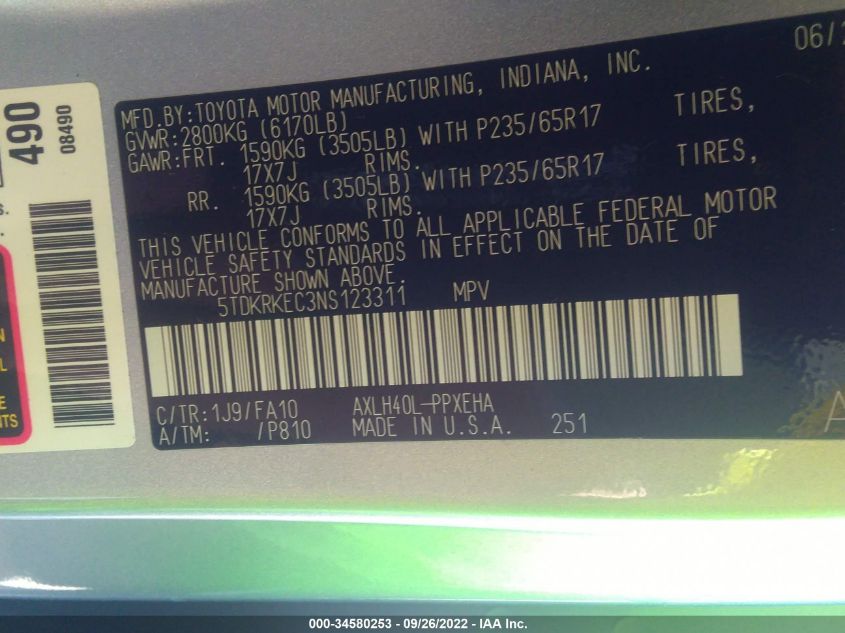 490
08490
s.
.
N
L
E
NTS
06/2
MFD.BY:TOYOTA MOTOR MANUFACTURING, INDIANA, INC.
GVWR:2800KG (6170LB)
GAWR:FRT. 1590KG (3505LB) WITH P235/65R17 TIRES,
17X7J RIMS.
RR. 1590KG (3505LB) WITH P235/65R17 TIRES,
17X7J RIMS.
THIS VEHICLE CONFORMS TO ALL APPLICABLE FEDERAL MOTOR
VEHICLE SAFETY STANDARDS IN EFFECT ON THE DATE OF
MANUFACTURE SHOWN ABOVE.
5TDKRKEC3NS123311 MPV
C/TR:1J9/FA10 AXLH40L-PPXEHA
A/TM: /P810 MADE IN U.S.A. 251
A
000-34580253 - 09/26/2022 - IAA Inc.